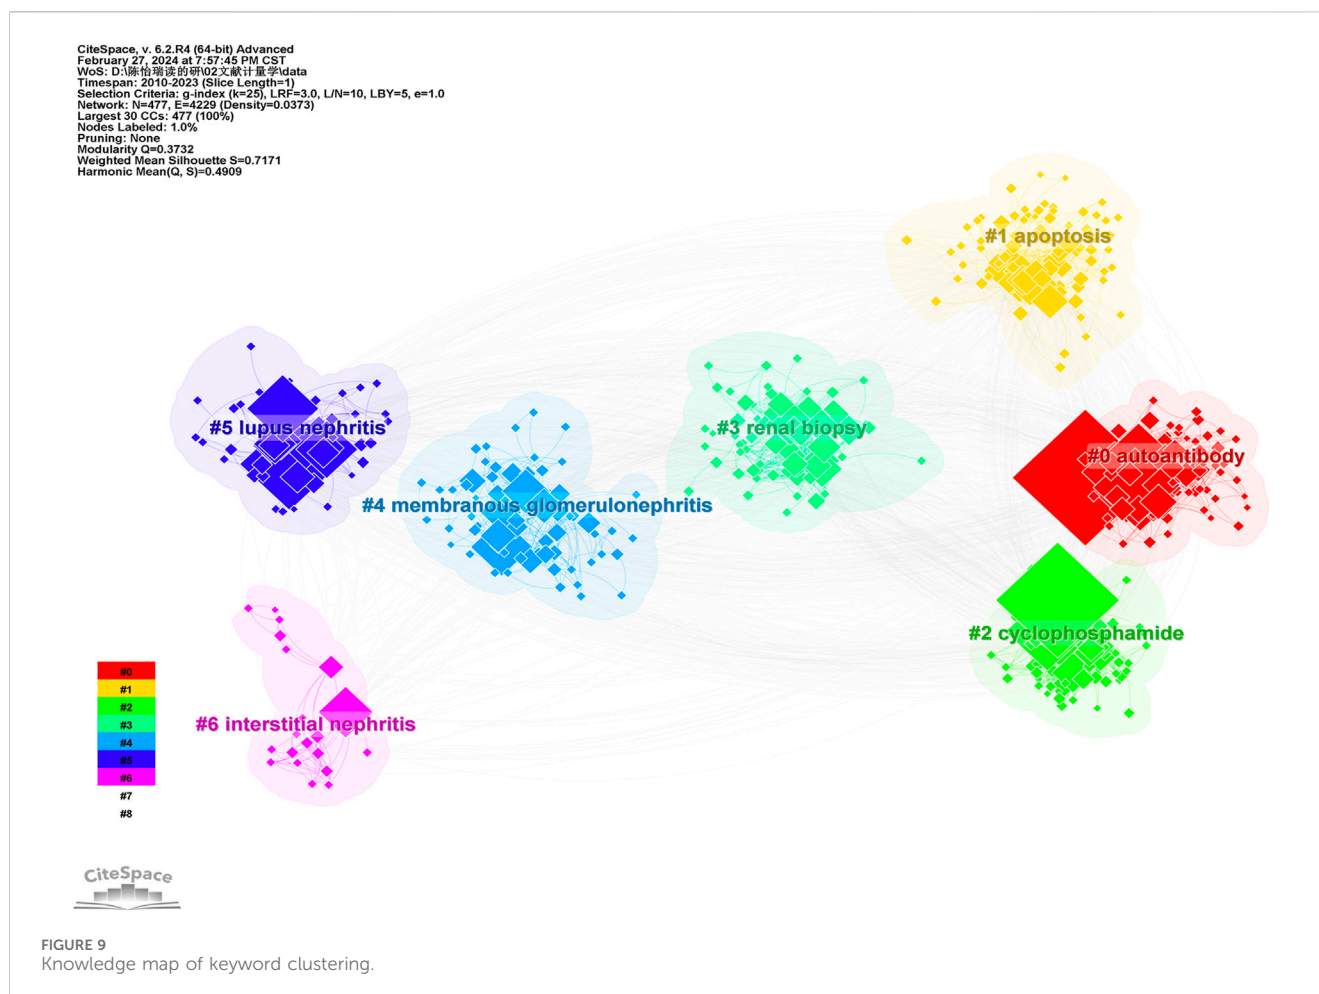 CiteSpace, v. 6.2.R4 (64-bit) Advanced
February 27, 2024 at 7:57:45 PM CST
WoS: D:\陈怡瑞读的研\02文献计量学\data
Timespan: 2010-2023 (Slice Length=1)
Selection Criteria: g-index (k=25), LRF=3.0, L/N=10, LBY=5, e=1.0
Network: N=477, E=4229 (Density=0.0373)
Largest 30 CCs: 477 (100%)
Nodes Labeled: 1.0%
Pruning: None
Modularity Q=0.3732
Weighted Mean Silhouette S=0.7171
Harmonic Mean(Q, S)=0.4909
#1 apoptosis
#5 lupus nephritis
#3 renal biopsy
#0 autoantibody
#4 membranous glomerulonephritis
#2 cyclophosphamide
#6 interstitial nephritis
#0
#1
#2
#3
#4
#5
#6
#7
#8
CiteSpace
FIGURE 9
Knowledge map of keyword clustering.